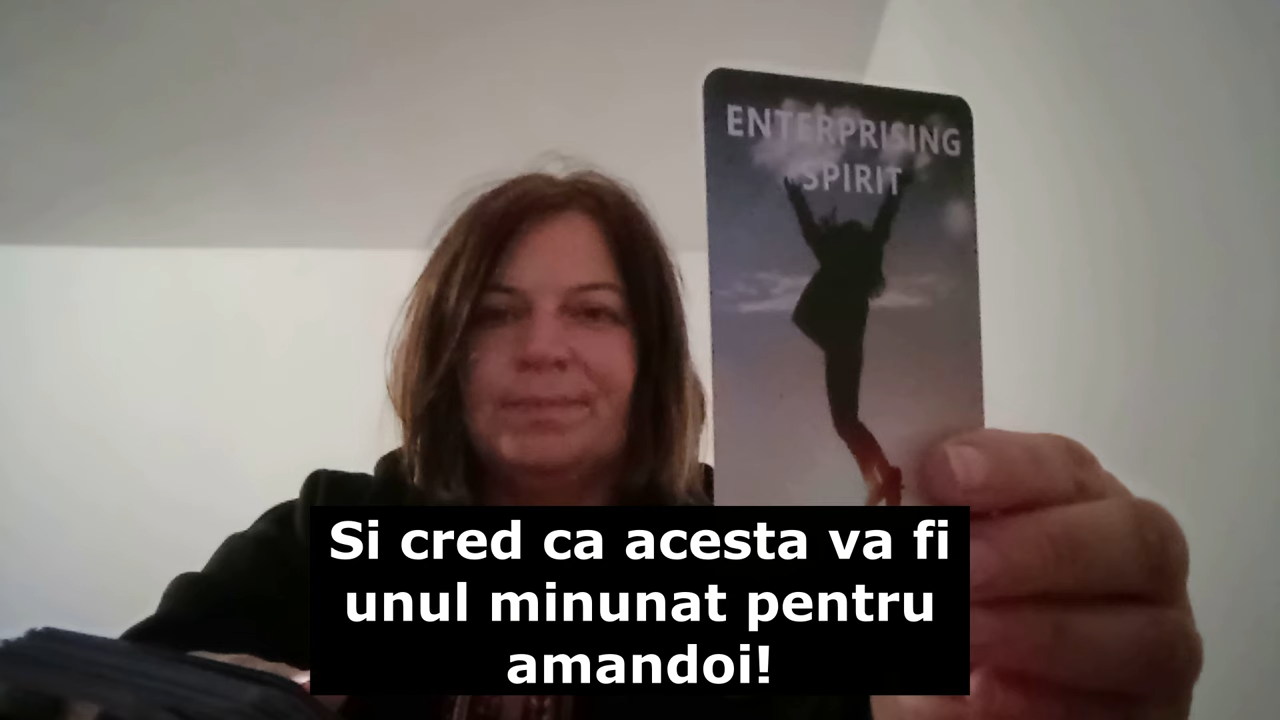 ENTERPRISING
SPIRIT
Si cred ca acesta va fi
unul minunat pentru
amandoi!